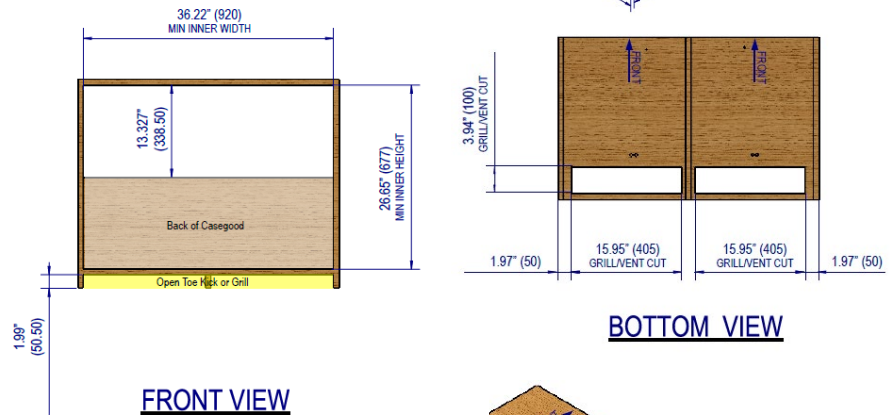 36.22" (920)
MIN INNER WIDTH
13.327"
(338.50)
26.65" (677)
MIN INNER HEIGHT
Back of Casegood
Open Toe Kick or Grill
1.99"
(50.50)
FRONT VIEW
FRONT
FRONT
3.94" (100)
GRILL/VENT CUT
1.97" (50)
15.95" (405)
GRILL/VENT CUT
15.95" (405)
GRILL/VENT CUT
1.97" (50)
BOTTOM VIEW